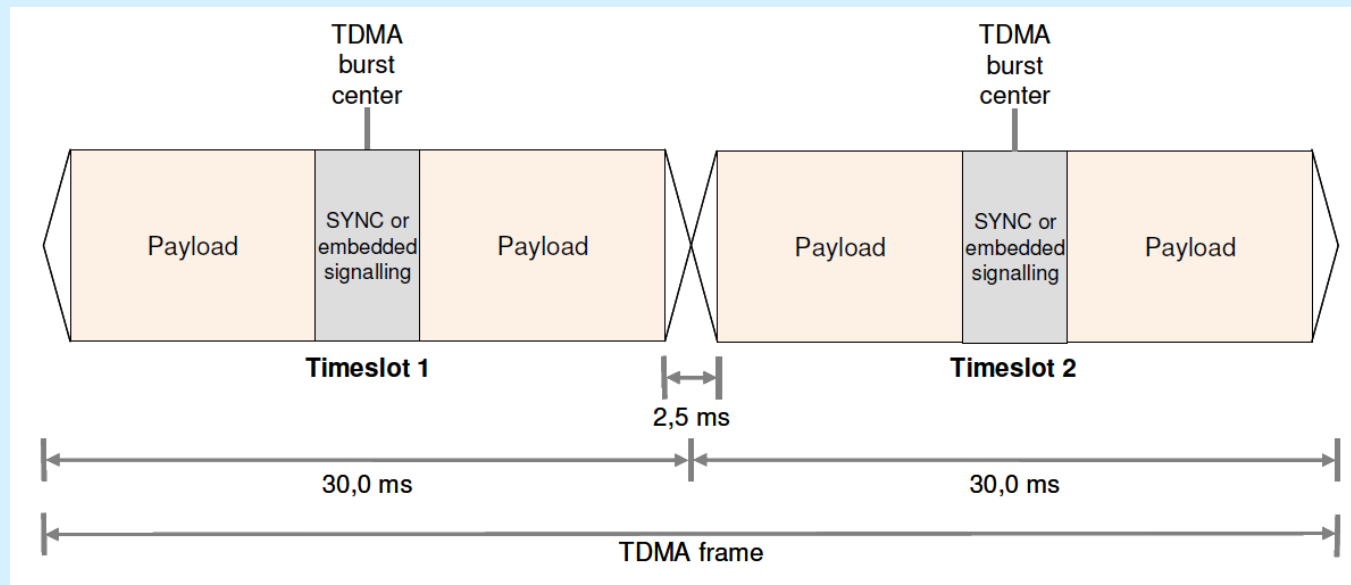 TDMA
burst
center
TDMA
burst
center
Payload
SYNC or
embedded
signalling
Payload
Payload
SYNC or
embedded
signalling
Payload
Timeslot 1
Timeslot 2
2,5 ms
30,0 ms
30,0 ms
TDMA frame